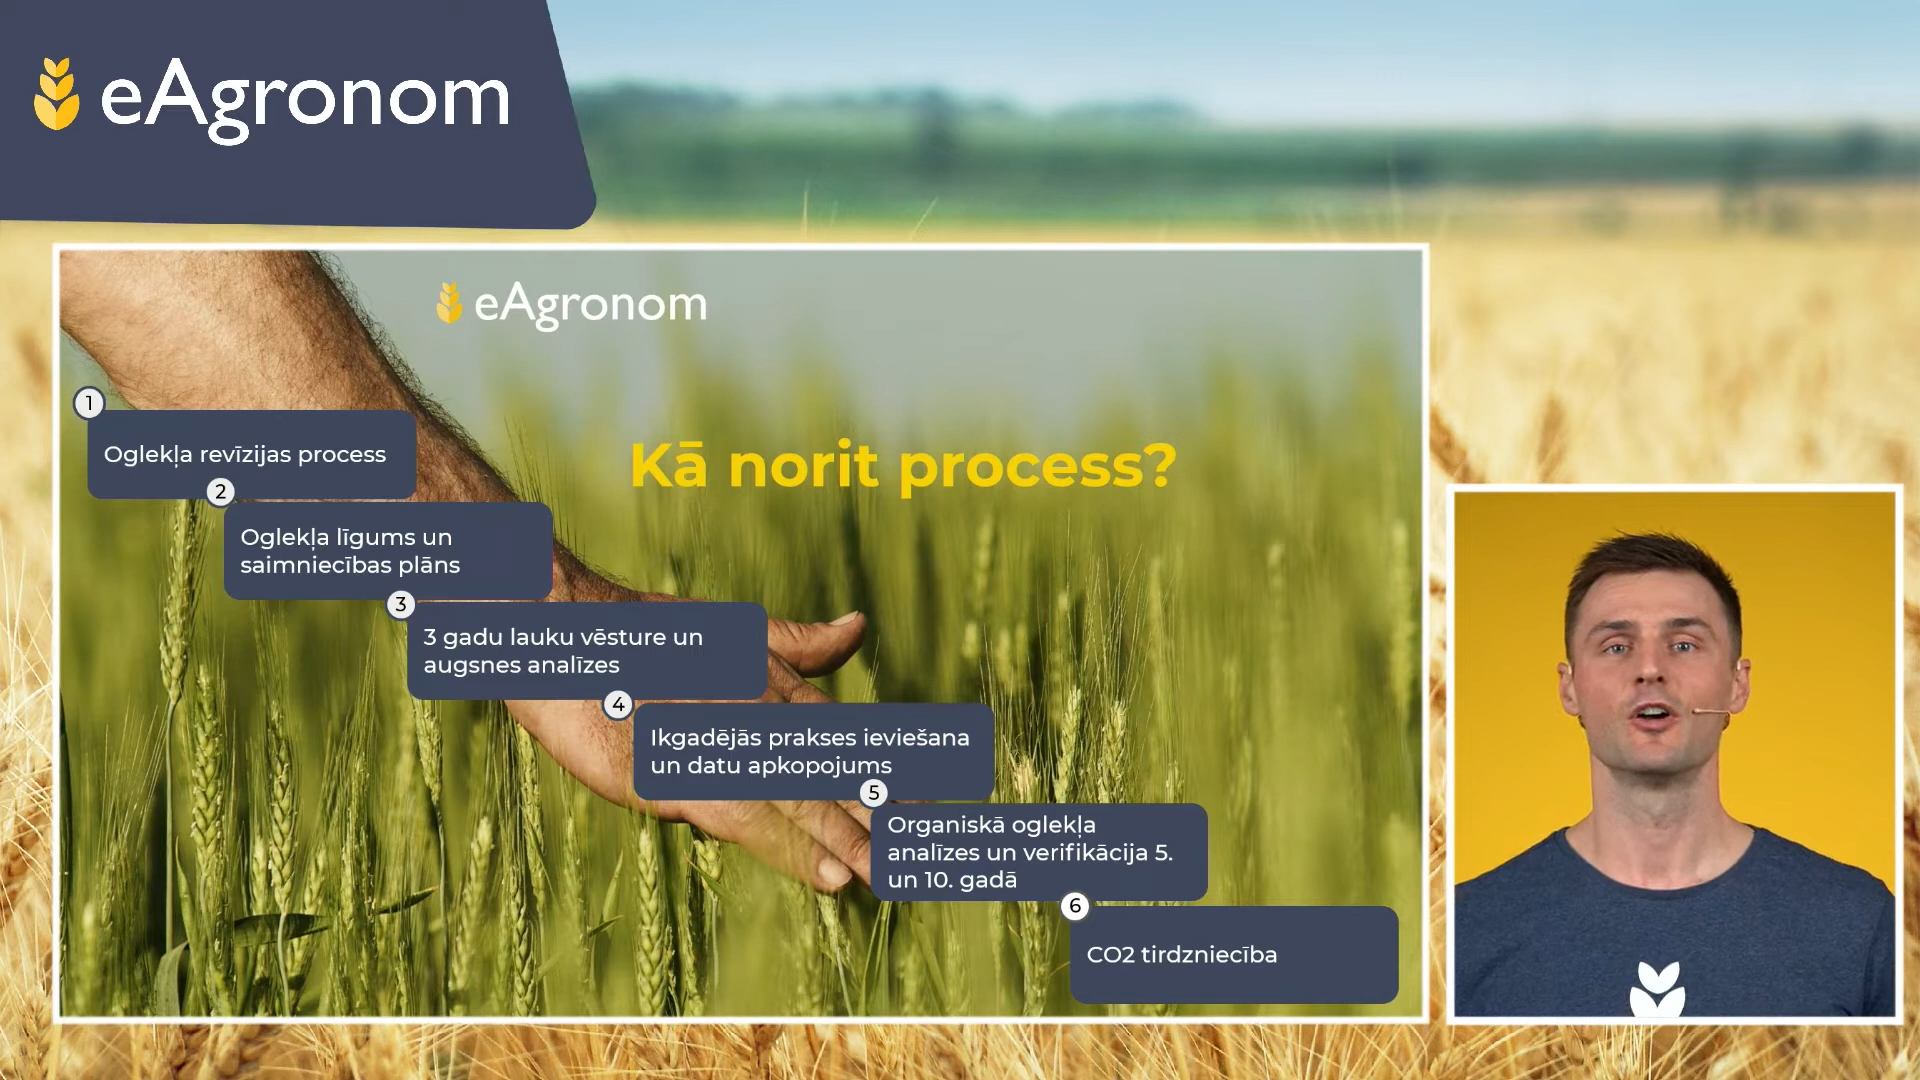 eAgronom
eAgronom
Kā norit process?
1
Oglekļa revīzijas process
2
Oglekļa līgums un
saimniecības plāns
3
3 gadu lauku vēsture un
augsnes analīzes
4
Ikgadējās prakses ieviešana
un datu apkopojums
5
Organiskā oglekļa
analīzes un verifikācija 5.
un 10. gadā
6
CO2 tirdzniecība